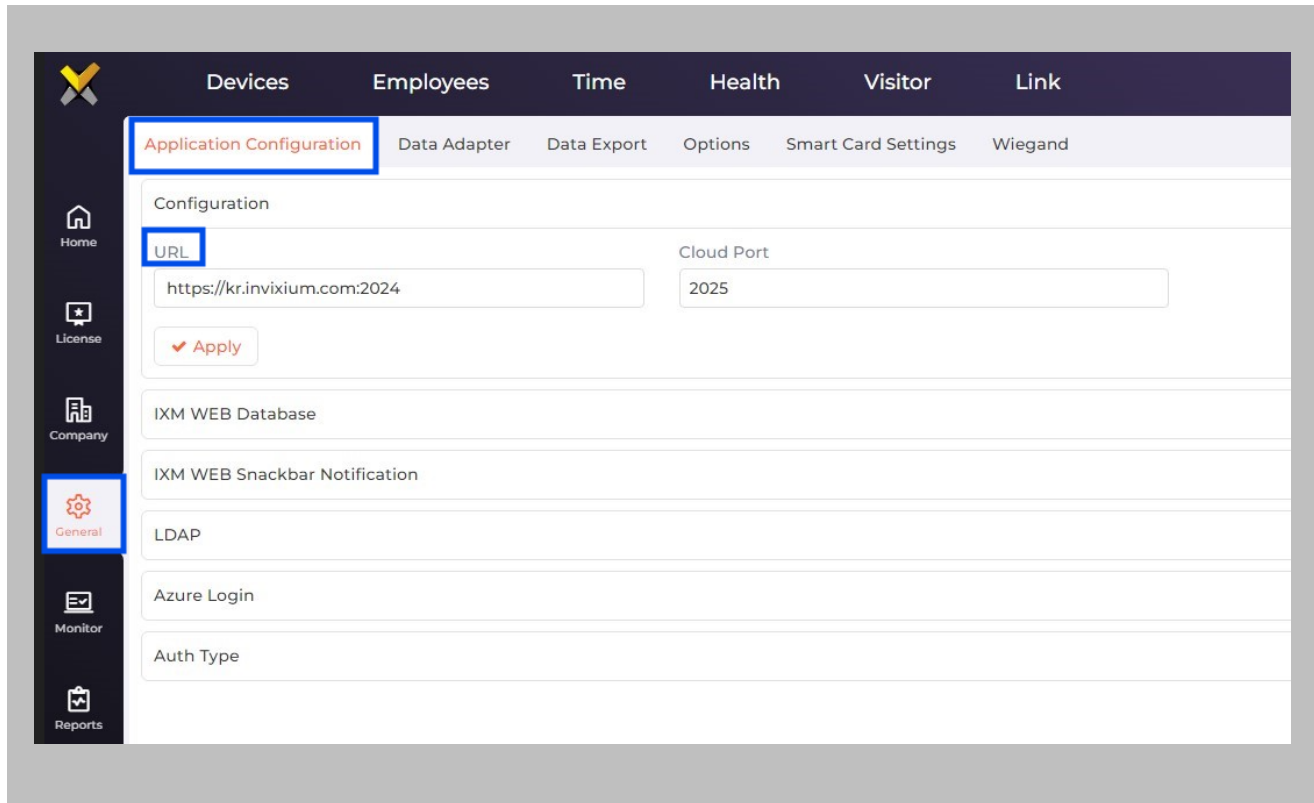 Devices Employees Time Health Visitor Link
Application Configuration Data Adapter Data Export Options Smart Card Settings Wiegand
Home
License
Company
General
Monitor
Reports
Configuration
URL Cloud Port
https://kr.invixium.com:2024 2025
Apply
IXM WEB Database
IXM WEB Snackbar Notification
LDAP
Azure Login
Auth Type